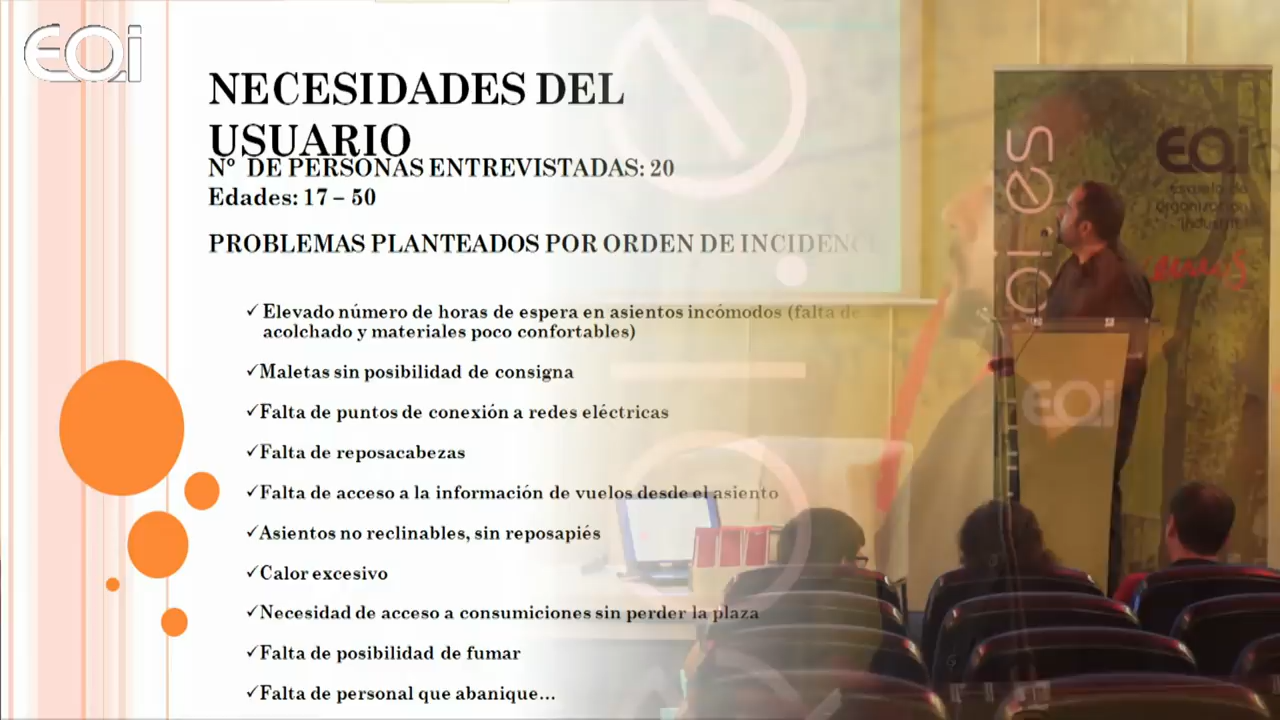 EOi
NECESIDADES DEL
USUARIO
Nº DE PERSONAS ENTREVISTADAS: 20
Edades: 17 – 50
PROBLEMAS PLANTEADOS POR ORDEN DE
✓Elevado número de horas de espera en asientos incómodos (falta de
acolchado y materiales poco confortables)
✓Maletas sin posibilidad de consigna
✓Falta de puntos de conexión a redes eléctricas
✓Falta de reposacabezas
✓Falta de acceso a la información de vuelos desde el asiento
✓Asientos no reclinables, sin reposapiés
✓Calor excesivo
✓Necesidad de acceso a consumiciones sin perder la plaza
✓Falta de posibilidad de fumar
✓Falta de personal que abanique...
EOi
Escuela de
organización
industrial
EOi